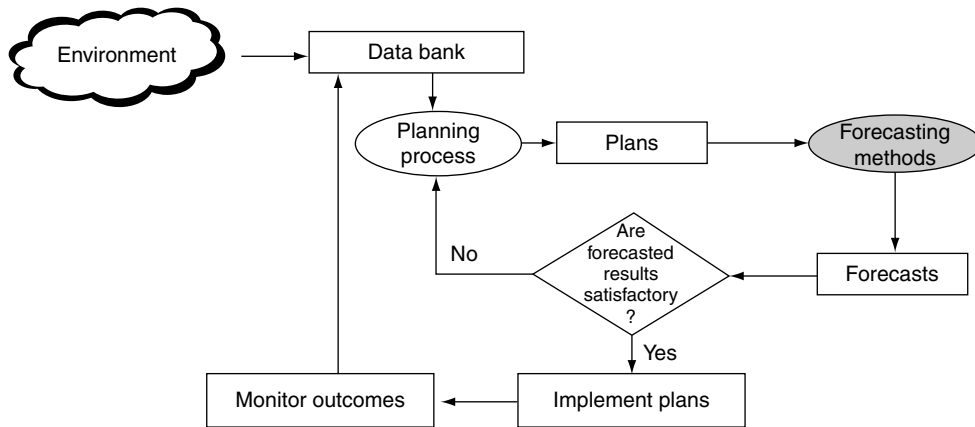 Environment
Data bank
Planning
process
Plans
Forecasting
methods
Are
forecasted
results
satisfactory
?
No
Forecasts
Yes
Monitor outcomes
Implement plans